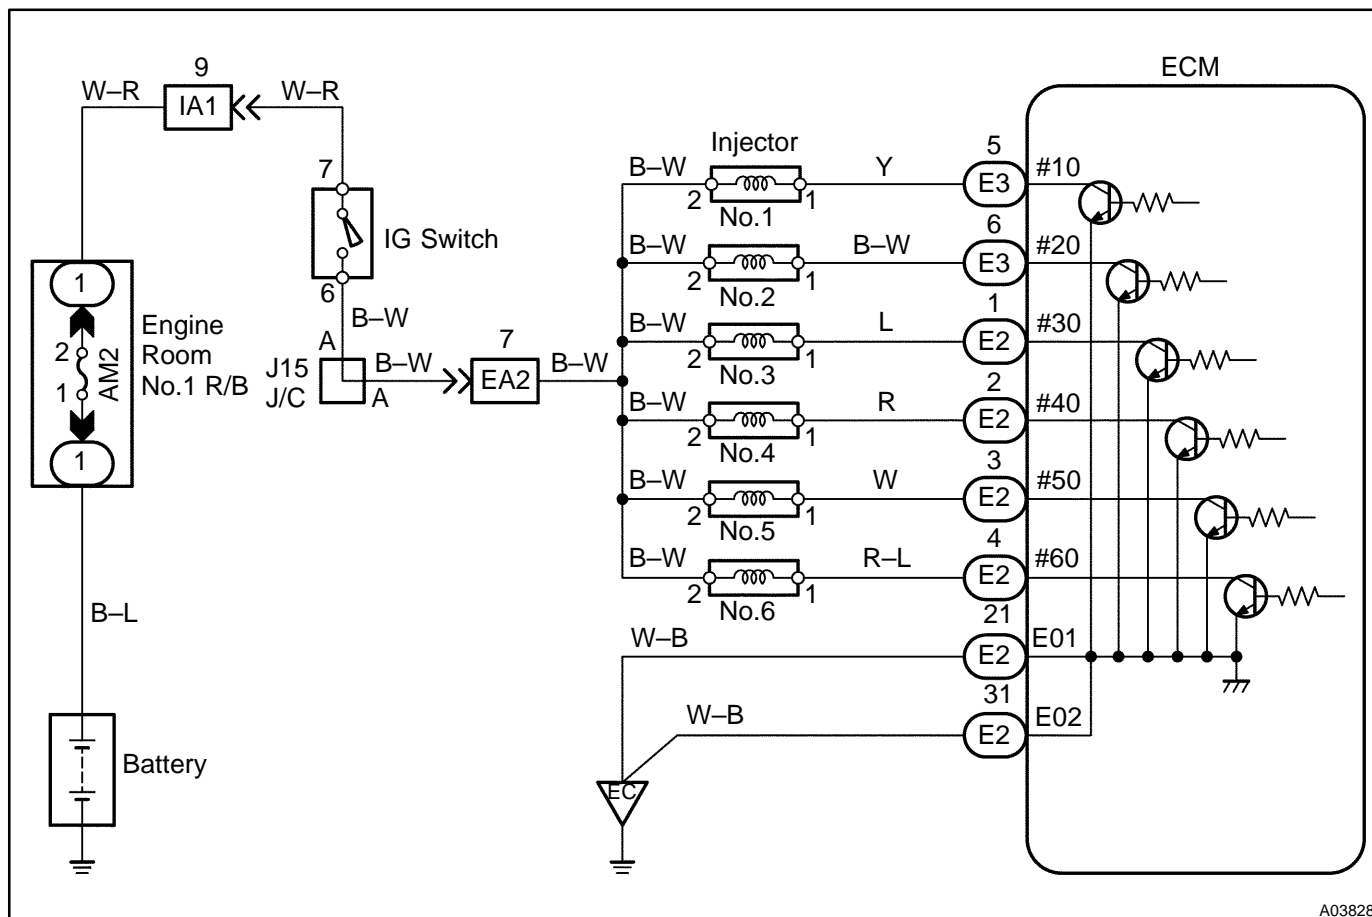 ECM
9
W–R
IA1
W–R
Injector
5
B–W
Y
E3
#10
7
2
No.1
1
IG Switch
6
B–W
B–W
E3
#20
2
No.2
1
6
1
Engine
Room
No.1 R/B
1
2
1
AM2
1
B–W
L
E2
#30
2
No.3
1
B–W
A
J15
J/C
A
B–W
7
EA2
B–W
2
B–W
R
E2
#40
2
No.4
1
3
B–W
W
E2
#50
2
No.5
1
4
B–W
R–L
E2
#60
2
No.6
1
B–L
21
W–B
E2
E01
31
W–B
E2
E02
Battery
EC
A03828